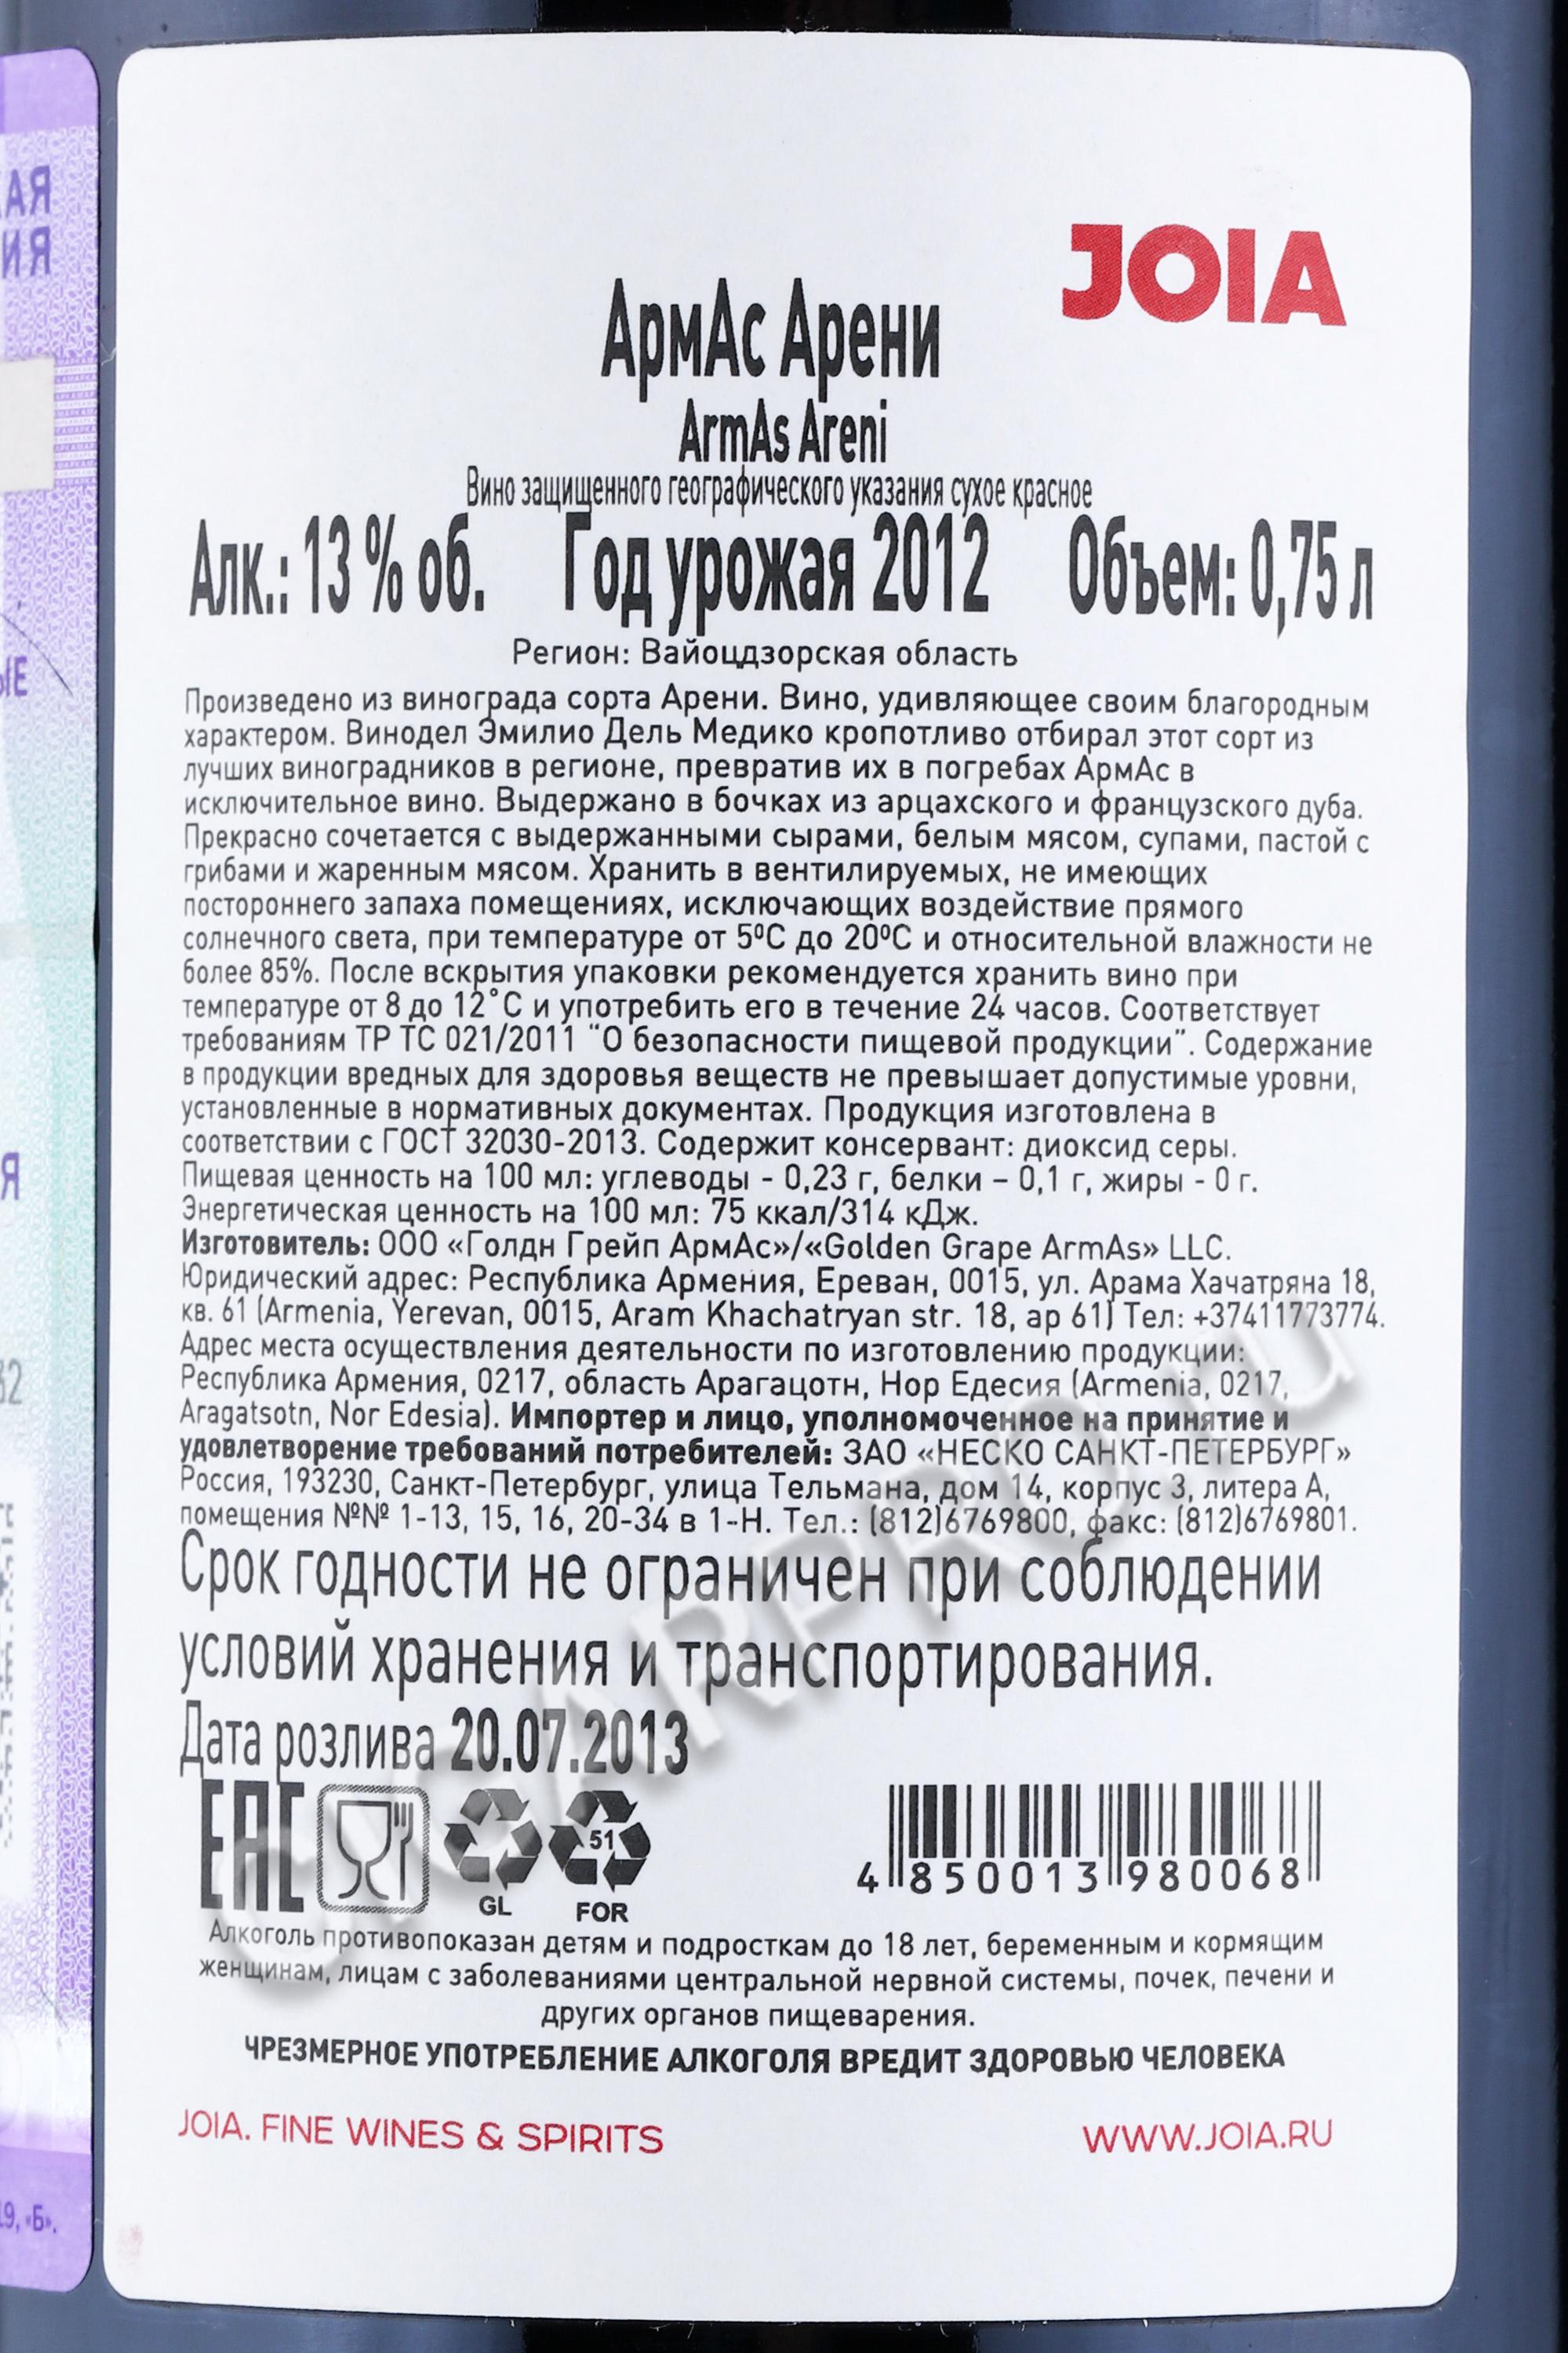 АЯ
ИЯ
JOIA
АрмАс Арени
ArmAs Areni
Вино защищенного географического указания сухое красное
Алк.: 13 % об. Год урожая 2012 Объем: 0,75 л
Регион: Вайоцдзорская область
Произведено из винограда сорта Арени. Вино, удивляющее своим благородным
характером. Винодел Эмилио Дель Медико кропотливо отбирал этот сорт из
лучших виноградников в регионе, превратив их в погребах АрмАс в
исключительное вино. Выдержано в бочках из арцахского и французского дуба.
Прекрасно сочетается с выдержанными сырами, белым мясом, супами, пастой с
грибами и жаренным мясом. Хранить в вентилируемых, не имеющих
постороннего запаха помещениях, исключающих воздействие прямого
солнечного света, при температуре от 5⁰С до 20⁰С и относительной влажности не
более 85%. После вскрытия упаковки рекомендуется хранить вино при
температуре от 8 до 12˚С и употребить его в течение 24 часов. Соответствует
требованиям ТР ТС 021/2011 "О безопасности пищевой продукции". Содержание
в продукции вредных для здоровья веществ не превышает допустимые уровни,
установленные в нормативных документах. Продукция изготовлена в
соответствии с ГОСТ 32030-2013. Содержит консервант: диоксид серы.
Пищевая ценность на 100 мл: углеводы - 0,23 г, белки – 0,1 г, жиры - 0 г.
Энергетическая ценность на 100 мл: 75 ккал/314 кДж.
Изготовитель: ООО «Голдн Грейп АрмАс»/«Golden Grape ArmAs» LLC.
Юридический адрес: Республика Армения, Ереван, 0015, ул. Арама Хачатряна 18,
кв. 61 (Armenia, Yerevan, 0015, Aram Khachatryan str. 18, ap 61) Тел: +37411773774.
Адрес места осуществления деятельности по изготовлению продукции:
Республика Армения, 0217, область Арагацотн, Нор Едесия (Armenia, 0217,
Aragatsotn, Nor Edesia). Импортер и лицо, уполномоченное на принятие и
удовлетворение требований потребителей: ЗАО «НЕСКО САНКТ-ПЕТЕРБУРГ»
Россия, 193230, Санкт-Петербург, улица Тельмана, дом 14, корпус 3, литера А,
помещения №№ 1-13, 15, 16, 20-34 в 1-Н. Тел.: (812)6769800, факс: (812)6769801.
Срок годности не ограничен при соблюдении
условий хранения и транспортирования.
Дата розлива 20.07.2013
EAC
51
GL FOR
4 850013 980068
Алкоголь противопоказан детям и подросткам до 18 лет, беременным и кормящим
женщинам, лицам с заболеваниями центральной нервной системы, почек, печени и
других органов пищеварения.
ЧРЕЗМЕРНОЕ УПОТРЕБЛЕНИЕ АЛКОГОЛЯ ВРЕДИТ ЗДОРОВЬЮ ЧЕЛОВЕКА
JOIA. FINE WINES & SPIRITS WWW.JOIA.RU
CIGARPRO.ru